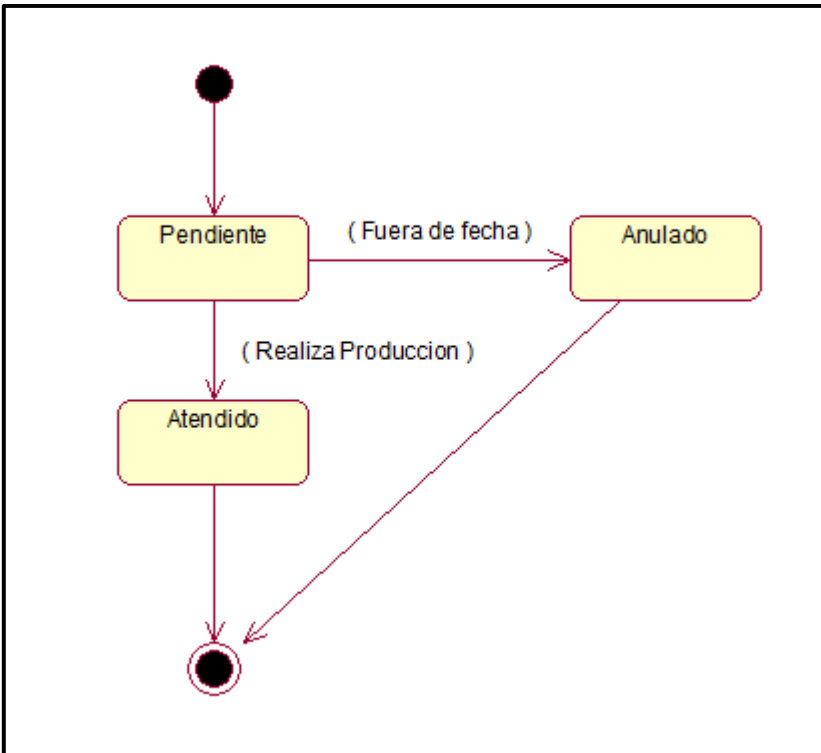 Pendiente
( Fuera de fecha )
Anulado
( Realiza Produccion )
Atendido